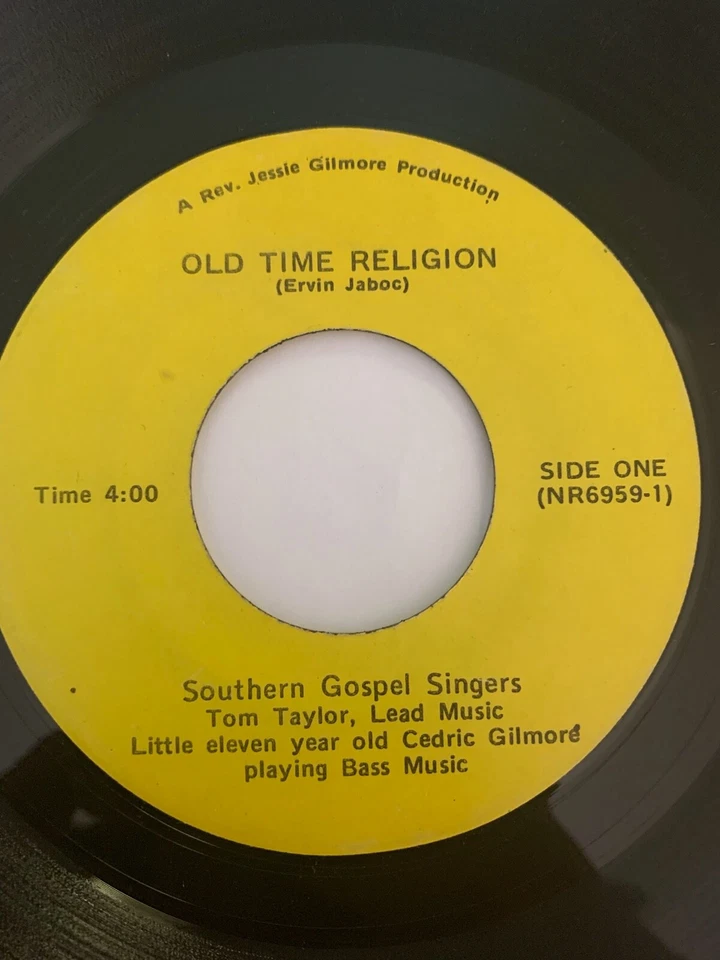 A Rev. Jessie Gilmore Production
OLD TIME RELIGION
(Ervin Jaboc)
Time 4:00
SIDE ONE
(NR6959-1)
Southern Gospel Singers
Tom Taylor, Lead Music
Little eleven year old Cedric Gilmore
playing Bass Music